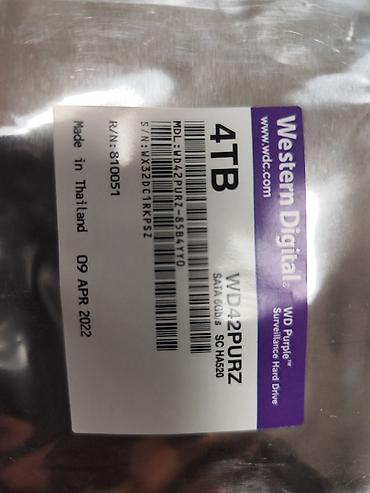 Western Digital®
www.wdc.com
WD Purple™
Surveillance Hard Drive
4TB
WD42PURZ
SATA 6Gb/s SC HA520
MDL:WD42PURZ-85B4YY0
S/N:WX32DC1RKPSZ
R/N:810051
Made in Thailand 09 APR 2022